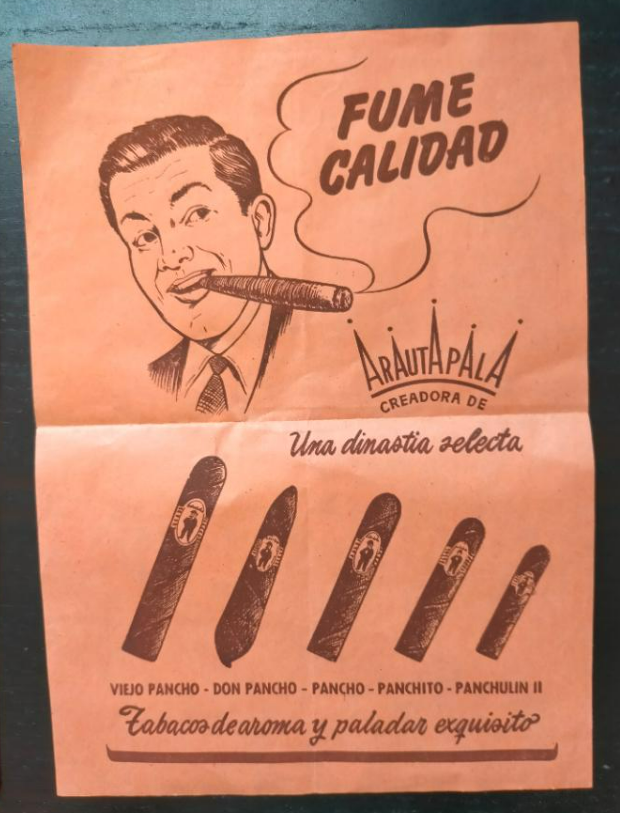 FUME
CALIDAD
ARAUTAPALA
CREADORA DE
Una dinastia selecta
VIEJO PANCHO - DON PANCHO - PANCHO - PANCHITO - PANCHULIN II
Tabacos de aroma y paladar exquisito